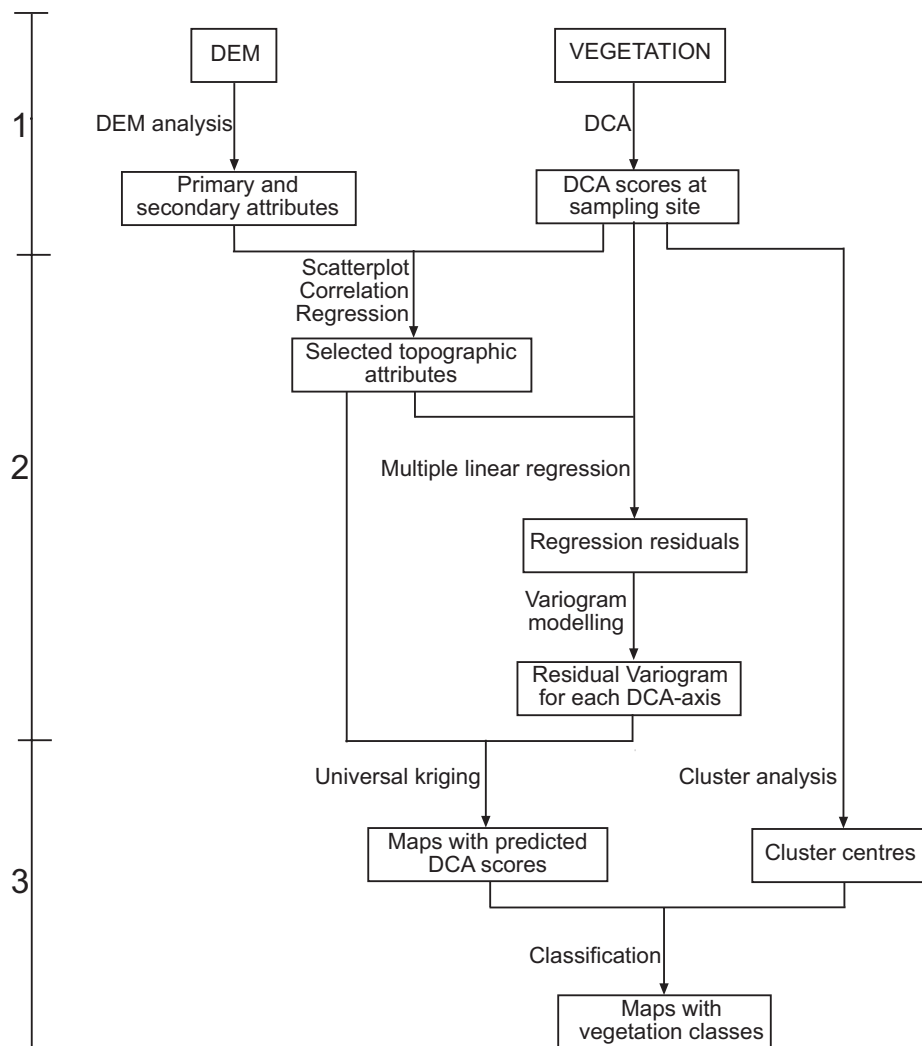 DEM
VEGETATION
1
DEM analysis
DCA
Primary and
secondary attributes
DCA scores at
sampling site
Scatterplot
Correlation
Regression
Selected topographic
attributes
2
Multiple linear regression
Regression residuals
Variogram
modelling
Residual Variogram
for each DCA-axis
Universal kriging
Cluster analysis
Maps with predicted
DCA scores
Cluster centres
3
Classification
Maps with
vegetation classes